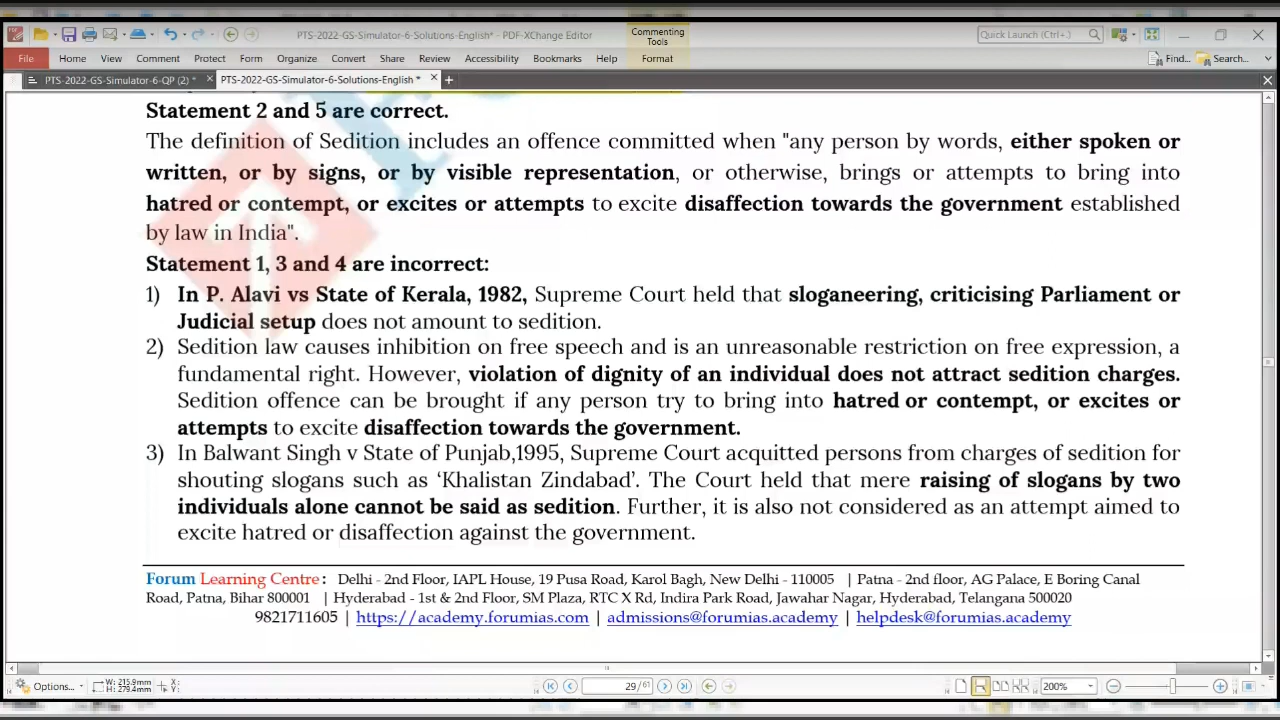 PTS-2022-GS-Simulator-6-Solutions-English* - PDF-XChange Editor
Commenting Tools
Quick Launch (Ctrl+.)
File Home View Comment Protect Form Organize Convert Share Review Accessibility Bookmarks Help Format Find... Search...
PTS-2022-GS-Simulator-6-QP (2) * PTS-2022-GS-Simulator-6-Solutions-English *
Statement 2 and 5 are correct.
The definition of Sedition includes an offence committed when "any person by words, either spoken or
written, or by signs, or by visible representation, or otherwise, brings or attempts to bring into
hatred or contempt, or excites or attempts to excite disaffection towards the government established
by law in India".
Statement 1, 3 and 4 are incorrect:
1) In P. Alavi vs State of Kerala, 1982, Supreme Court held that sloganeering, criticising Parliament or
Judicial setup does not amount to sedition.
2) Sedition law causes inhibition on free speech and is an unreasonable restriction on free expression, a
fundamental right. However, violation of dignity of an individual does not attract sedition charges.
Sedition offence can be brought if any person try to bring into hatred or contempt, or excites or
attempts to excite disaffection towards the government.
3) In Balwant Singh v State of Punjab,1995, Supreme Court acquitted persons from charges of sedition for
shouting slogans such as ‘Khalistan Zindabad’. The Court held that mere raising of slogans by two
individuals alone cannot be said as sedition. Further, it is also not considered as an attempt aimed to
excite hatred or disaffection against the government.
Forum Learning Centre : Delhi - 2nd Floor, IAPL House, 19 Pusa Road, Karol Bagh, New Delhi - 110005 | Patna - 2nd floor, AG Palace, E Boring Canal
Road, Patna, Bihar 800001 | Hyderabad - 1st & 2nd Floor, SM Plaza, RTC X Rd, Indira Park Road, Jawahar Nagar, Hyderabad, Telangana 500020
9821711605 | https://academy.forumias.com | admissions@forumias.academy | helpdesk@forumias.academy
Options... W: 215.9mm H: 279.4mm X: Y: 29/61 200%